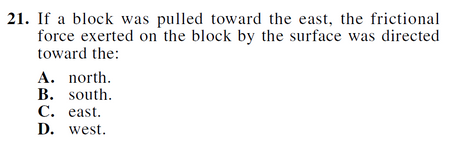 21. If a block was pulled toward the east, the frictional
force exerted on the block by the surface was directed
toward the:
A. north.
B. south.
C. east.
D. west.